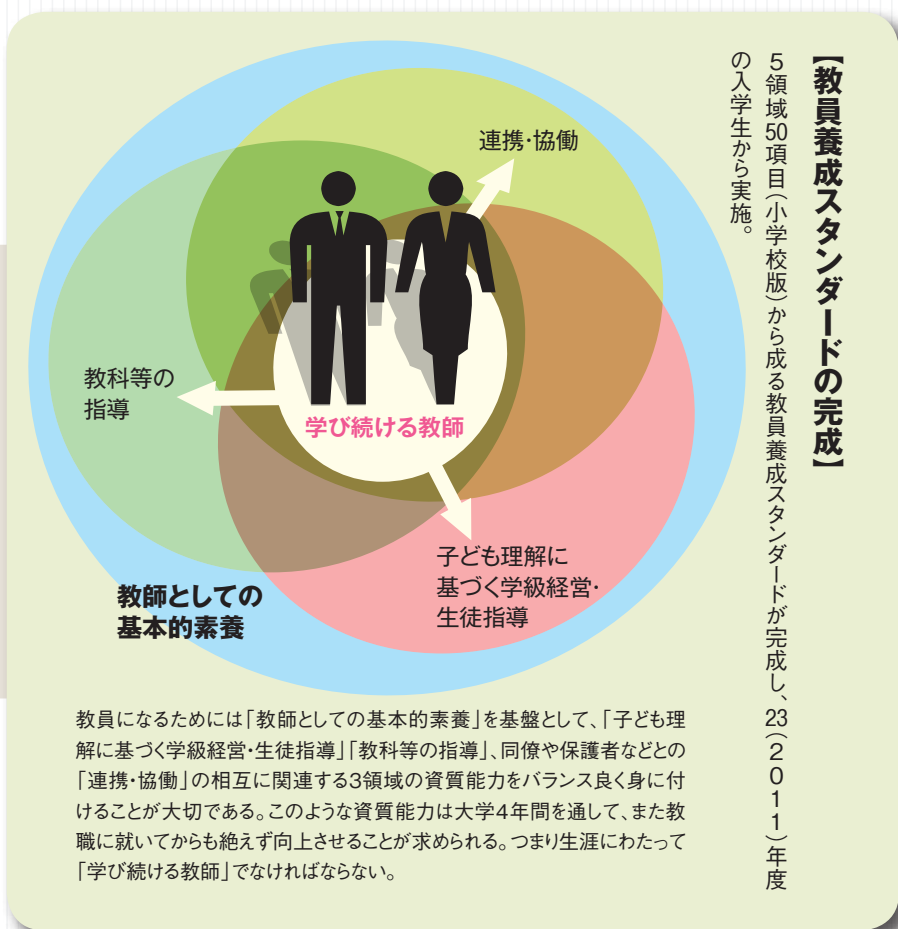 【教員養成スタンダードの完成】
5領域50項目（小学校版）から成る教員養成スタンダードが完成し、23（2011）年度
の入学生から実施。
連携・協働
教科等の
指導
学び続ける教師
子ども理解に
基づく学級経営・
生徒指導
教師としての
基本的素養
教員になるためには「教師としての基本的素養」を基盤として、「子ども理
解に基づく学級経営・生徒指導」「教科等の指導」、同僚や保護者などとの
「連携・協働」の相互に関連する3領域の資質能力をバランス良く身に付
けることが大切である。このような資質能力は大学4年間を通して、また教
職に就いてからも絶えず向上させることが求められる。つまり生涯にわたって
「学び続ける教師」でなければならない。